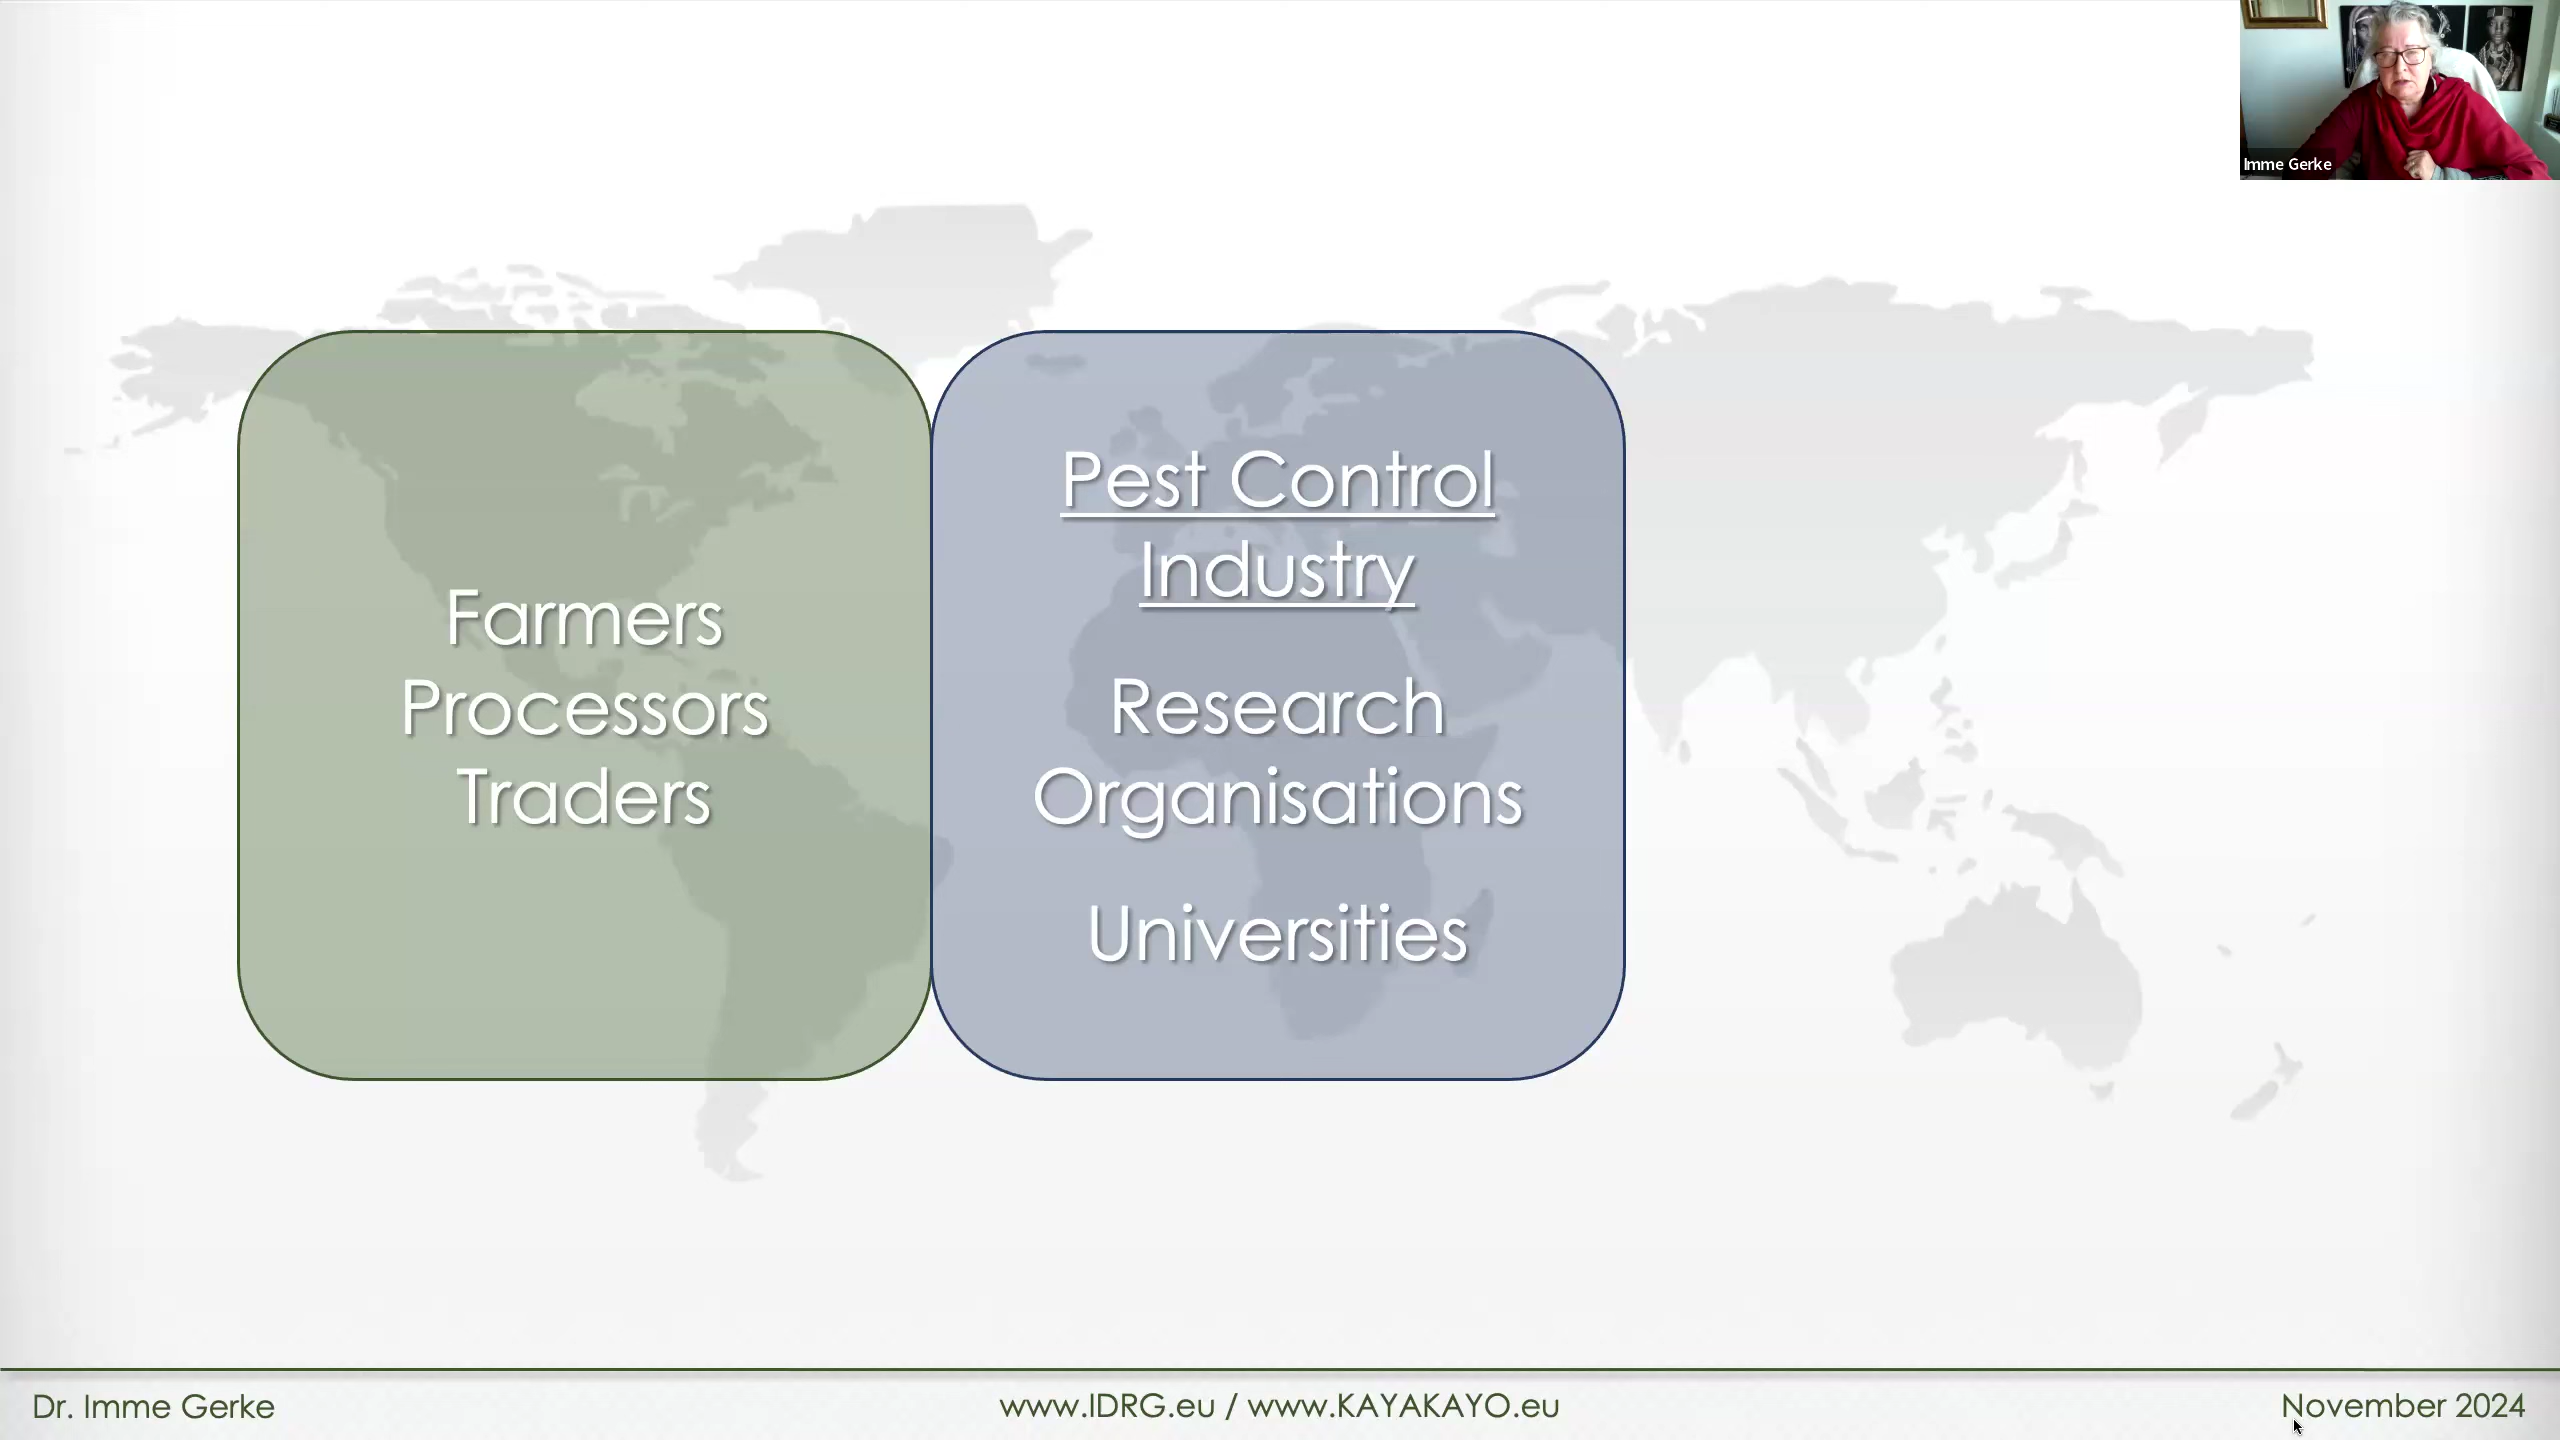 Imme Gerke
Farmers
Processors
Traders
Pest Control
Industry
Research
Organisations
Universities
Dr. Imme Gerke
www.IDRG.eu / www.KAYAKAYO.eu
November 2024